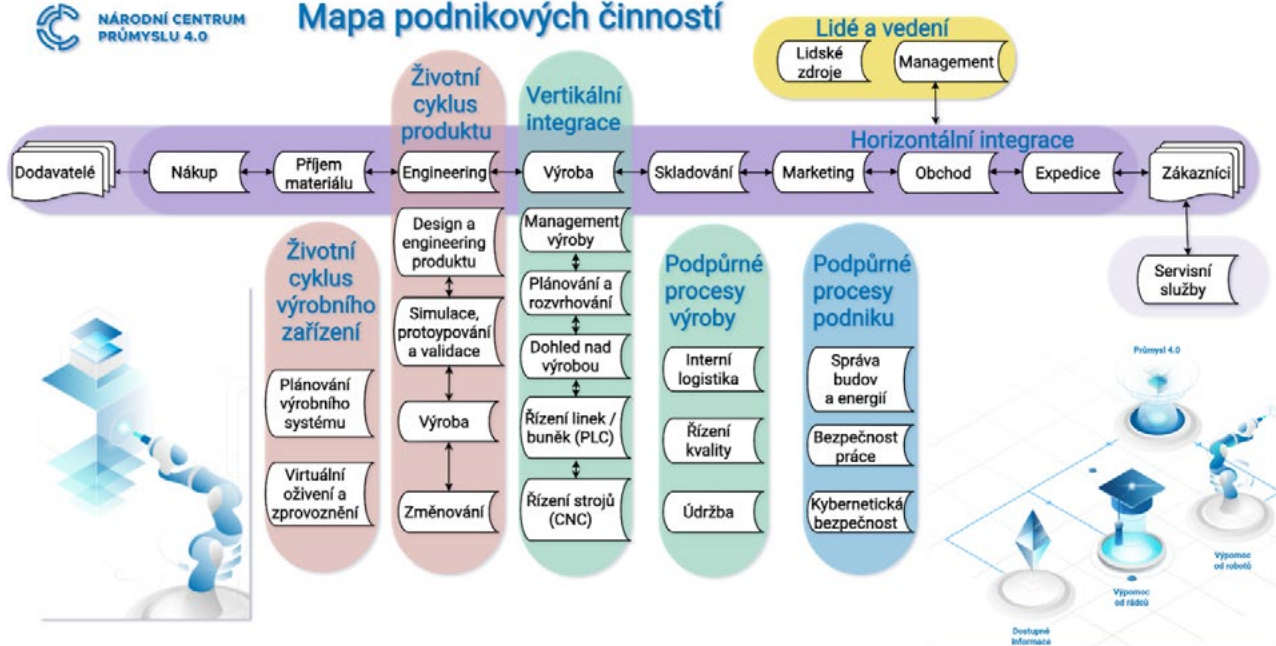 NÁRODNÍ CENTRUM
PRŮMYSLU 4.0
Mapa podnikových činností
Lidé a vedení
Lidské
zdroje
Management
Životní
cyklus
produktu
Vertikální
integrace
Horizontální integrace
Dodavatelé
Nákup
Příjem
materiálu
Engineering
Výroba
Skladování
Marketing
Obchod
Expedice
Zákazníci
Servisní
služby
Životní
cyklus
výrobního
zařízení
Plánování
výrobního
systému
Virtuální
oživení a
zprovoznění
Design a
engineering
produktu
Simulace,
protoypování
a validace
Výroba
Změnování
Management
výroby
Plánování a
rozvrhování
Dohled nad
výrobou
Řízení linek /
buněk (PLC)
Řízení strojů
(CNC)
Podpůrné
procesy
výroby
Interní
logistika
Řízení
kvality
Údržba
Podpůrné
procesy
podniku
Správa
budov
a energií
Bezpečnost
práce
Kybernetická
bezpečnost
Průmysl 4.0
Výpomoc
od robotů
Výpomoc
od rádců
Dostupné
informace